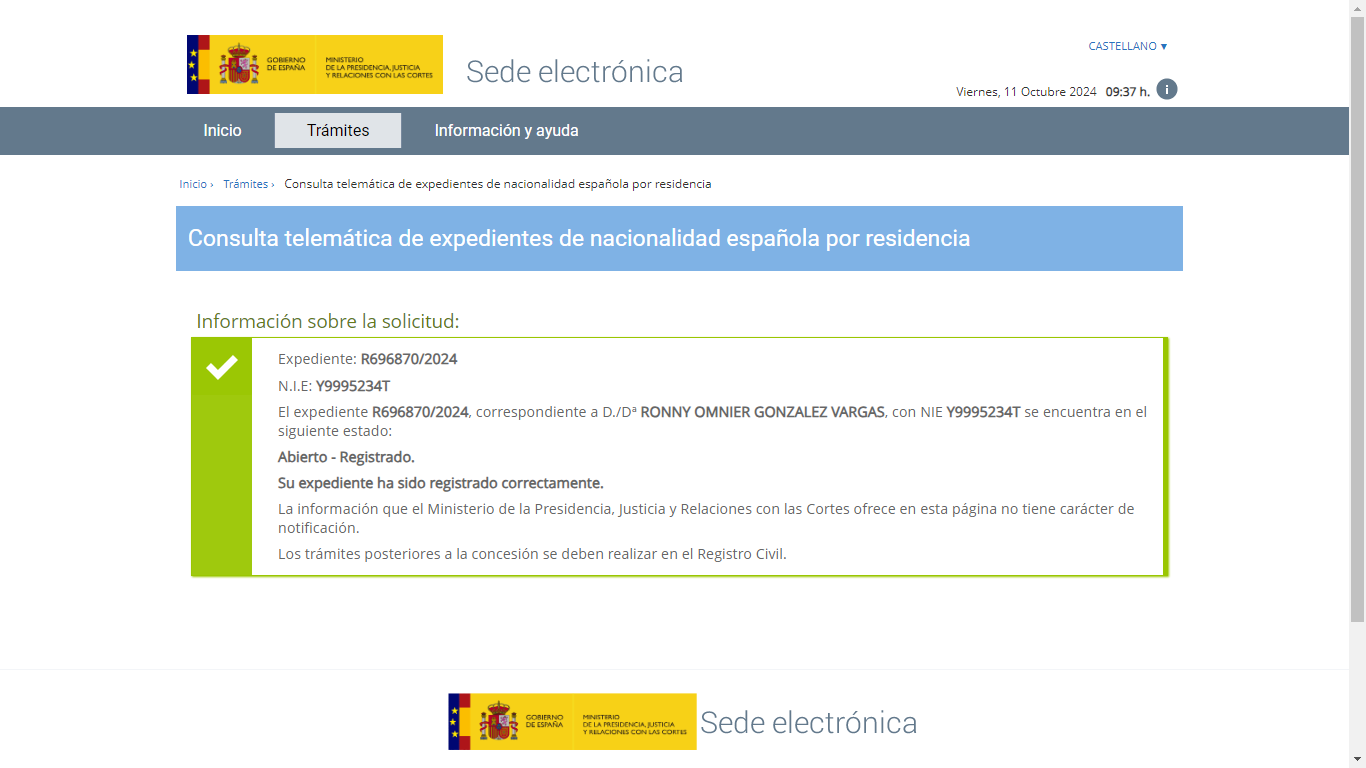 GOBIERNO
DE ESPAÑA
MINISTERIO
DE LA PRESIDENCIA, JUSTICIA
Y RELACIONES CON LAS CORTES
Sede electrónica
CASTELLANO ▼
Viernes, 11 Octubre 2024 09:37 h. i
Inicio Trámites Información y ayuda
Inicio › Trámites › Consulta telemática de expedientes de nacionalidad española por residencia
Consulta telemática de expedientes de nacionalidad española por residencia
Información sobre la solicitud:
Expediente: R696870/2024
N.I.E: Y9995234T
El expediente R696870/2024, correspondiente a D./Dª RONNY OMNIER GONZALEZ VARGAS, con NIE Y9995234T se encuentra en el
siguiente estado:
Abierto - Registrado.
Su expediente ha sido registrado correctamente.
La información que el Ministerio de la Presidencia, Justicia y Relaciones con las Cortes ofrece en esta página no tiene carácter de
notificación.
Los trámites posteriores a la concesión se deben realizar en el Registro Civil.
GOBIERNO
DE ESPAÑA
MINISTERIO
DE LA PRESIDENCIA, JUSTICIA
Y RELACIONES CON LAS CORTES
Sede electrónica